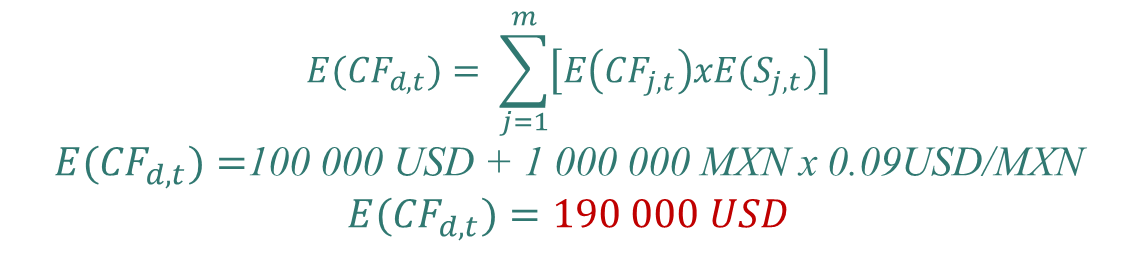 E(CF_{d,t}) = \sum_{j=1}^{m} [E(CF_{j,t})xE(S_{j,t})]
E(CF_{d,t}) =100 000 USD + 1 000 000 MXN x 0.09USD/MXN
E(CF_{d,t}) = 190 000 USD